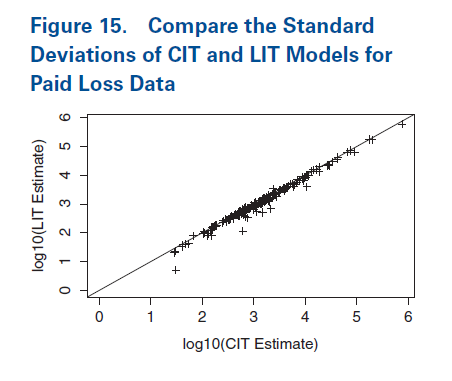 Figure 15. Compare the Standard
Deviations of CIT and LIT Models for
Paid Loss Data
log10(LIT Estimate)
6
5
4
3
2
1
0
0 1 2 3 4 5 6
log10(CIT Estimate)